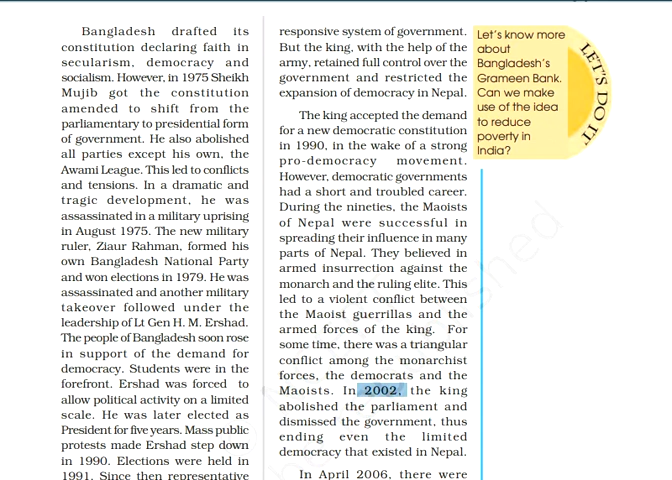 Bangladesh drafted its
constitution declaring faith in
secularism, democracy and
socialism. However, in 1975 Sheikh
Mujib got the constitution
amended to shift from the
parliamentary to presidential form
of government. He also abolished
all parties except his own, the
Awami League. This led to conflicts
and tensions. In a dramatic and
tragic development, he was
assassinated in a military uprising
in August 1975. The new military
ruler, Ziaur Rahman, formed his
own Bangladesh National Party
and won elections in 1979. He was
assassinated and another military
takeover followed under the
leadership of Lt Gen H. M. Ershad.
The people of Bangladesh soon rose
in support of the demand for
democracy. Students were in the
forefront. Ershad was forced to
allow political activity on a limited
scale. He was later elected as
President for five years. Mass public
protests made Ershad step down
in 1990. Elections were held in
1991. Since then representative
responsive system of government.
But the king, with the help of the
army, retained full control over the
government and restricted the
expansion of democracy in Nepal.
The king accepted the demand
for a new democratic constitution
in 1990, in the wake of a strong
pro-democracy movement.
However, democratic governments
had a short and troubled career.
During the nineties, the Maoists
of Nepal were successful in
spreading their influence in many
parts of Nepal. They believed in
armed insurrection against the
monarch and the ruling elite. This
led to a violent conflict between
the Maoist guerrillas and the
armed forces of the king. For
some time, there was a triangular
conflict among the monarchist
forces, the democrats and the
Maoists. In 2002, the king
abolished the parliament and
dismissed the government, thus
ending even the limited
democracy that existed in Nepal.
In April 2006, there were
Let's know more
about
Bangladesh's
Grameen Bank.
Can we make
use of the idea
to reduce
poverty in
India?
LET'S DO IT